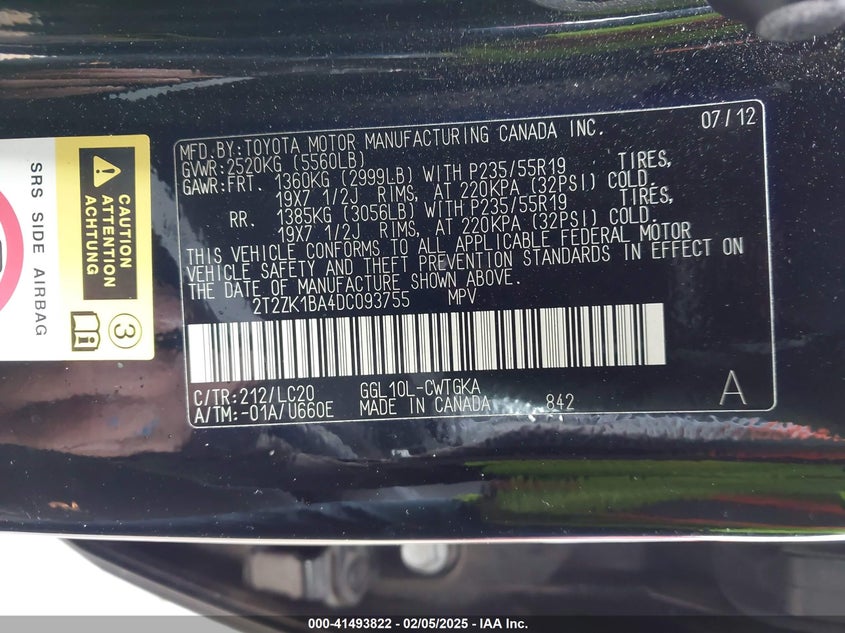 MFD.BY:TOYOTA MOTOR MANUFACTURING CANADA INC. 07/12
GVWR:2520KG (5560LB)
GAWR:FRT. 1360KG (2999LB) WITH P235/55R19 TIRES,
19X7 1/2J RIMS, AT 220KPA (32PSI) COLD.
RR. 1385KG (3056LB) WITH P235/55R19 TIRES,
19X7 1/2J RIMS, AT 220KPA (32PSI) COLD.
THIS VEHICLE CONFORMS TO ALL APPLICABLE FEDERAL MOTOR
VEHICLE SAFETY AND THEFT PREVENTION STANDARDS IN EFFECT ON
THE DATE OF MANUFACTURE SHOWN ABOVE.
2T2ZK1BA4DC093755 MPV
C/TR:212/LC20 GGL10L-CWTGKA
A/TM:-01A/U660E MADE IN CANADA 842 A
SRS SIDE AIRBAG
CAUTION
ATTENTION
ACHTUNG
3
000-41493822 - 02/05/2025 - IAA Inc.